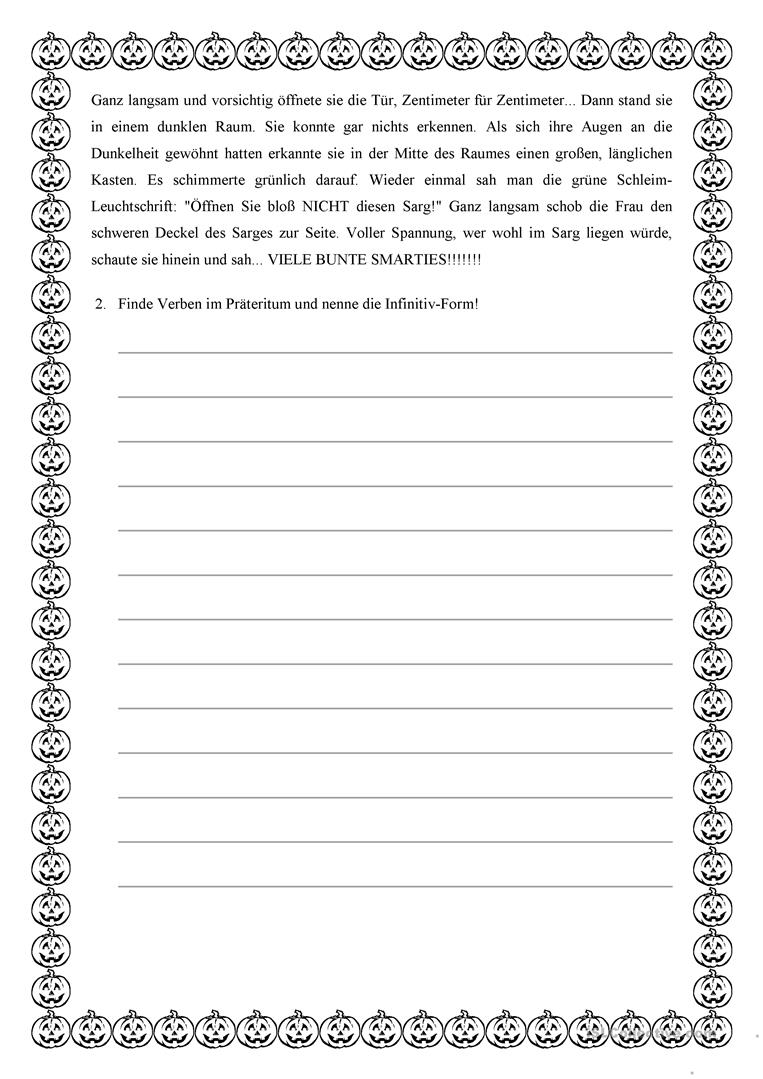 Ganz langsam und vorsichtig öffnete sie die Tür, Zentimeter für Zentimeter... Dann stand sie
in einem dunklen Raum. Sie konnte gar nichts erkennen. Als sich ihre Augen an die
Dunkelheit gewöhnt hatten erkannte sie in der Mitte des Raumes einen großen, länglichen
Kasten. Es schimmerte grünlich darauf. Wieder einmal sah man die grüne Schleim-
Leuchtschrift: "Öffnen Sie bloß NICHT diesen Sarg!" Ganz langsam schob die Frau den
schweren Deckel des Sarges zur Seite. Voller Spannung, wer wohl im Sarg liegen würde,
schaute sie hinein und sah... VIELE BUNTE SMARTIES!!!!!!!
2. Finde Verben im Präteritum und nenne die Infinitiv-Form!